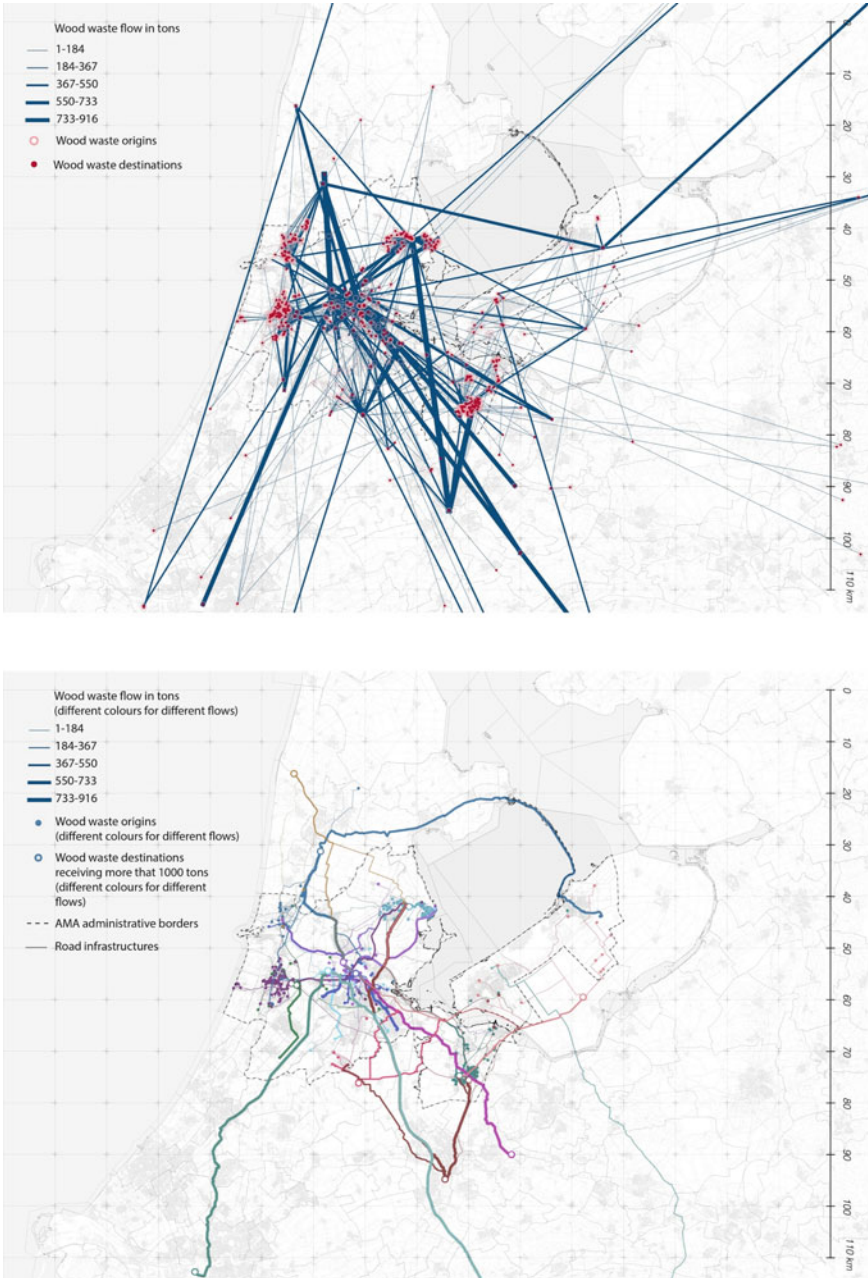 Wood waste flow in tons
1-184
184-367
367-550
550-733
733-916
Wood waste origins
Wood waste destinations
0
10
20
30
40
50
60
70
80
90
100
110 km
Wood waste flow in tons
(different colours for different flows)
1-184
184-367
367-550
550-733
733-916
Wood waste origins
(different colours for different flows)
Wood waste destinations
receiving more that 1000 tons
(different colours for different
flows)
AMA administrative borders
Road infrastructures
0
10
20
30
40
50
60
70
80
90
100
110 km